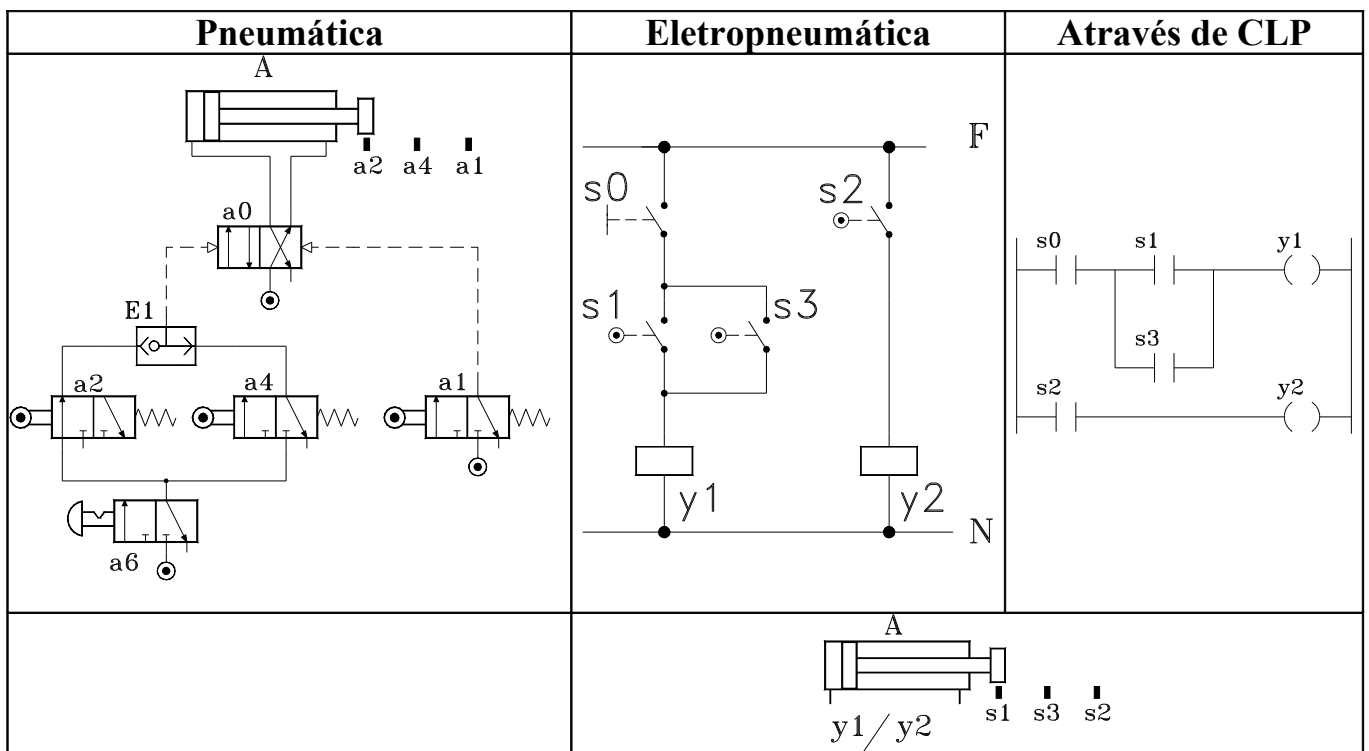 Pneumática
Eletropneumática
Através de CLP
A
a2 a4 a1
a0
E1
a2 a4 a1
a6
F
s0 s2
s1 s3
y1 y2
N
s0 s1 y1
s3
s2 y2
A
s1 s3 s2
y1/y2